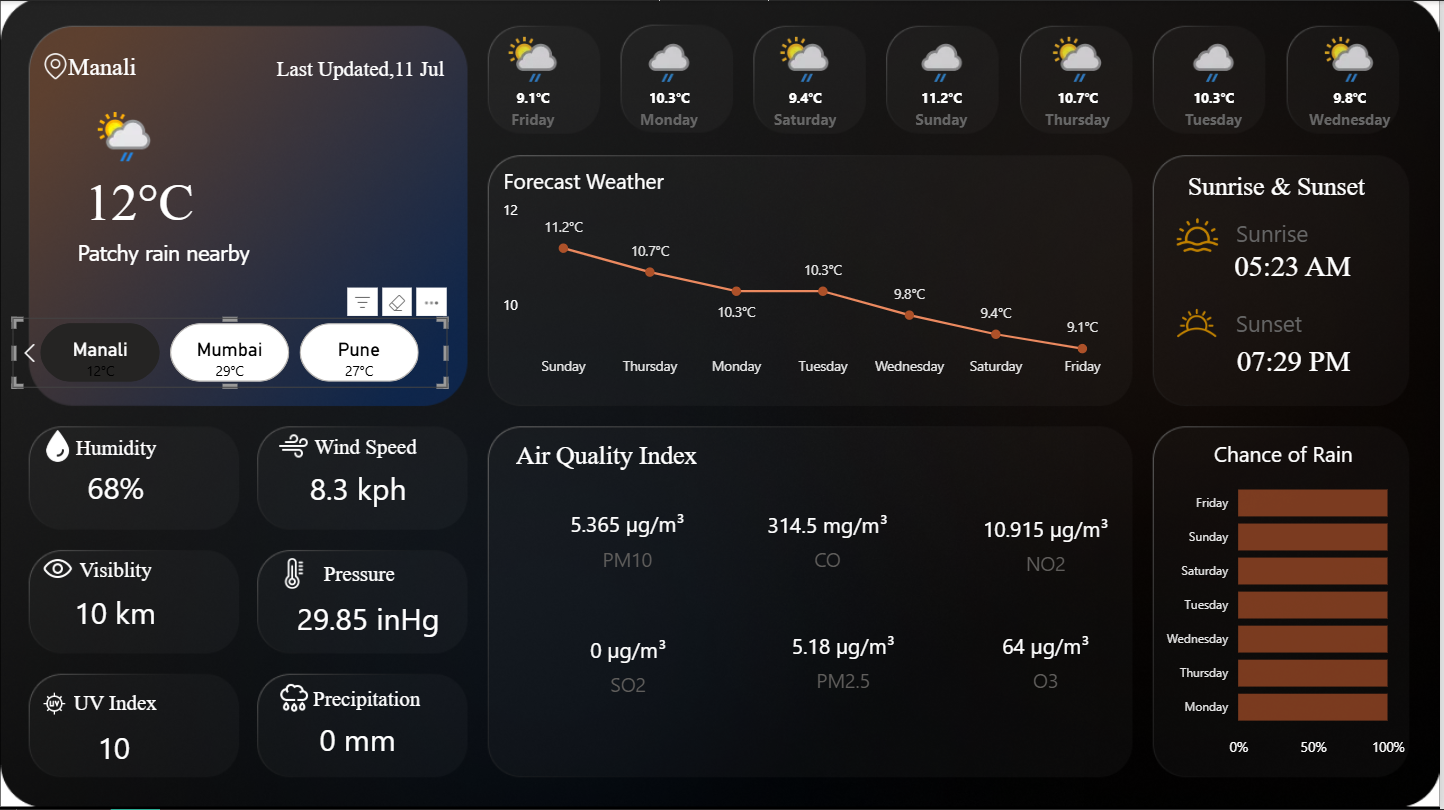 Manali
Last Updated,11 Jul
12°C
Patchy rain nearby
Manali
12°C
Mumbai
29°C
Pune
27°C
9.1°C
Friday
10.3°C
Monday
9.4°C
Saturday
11.2°C
Sunday
10.7°C
Thursday
10.3°C
Tuesday
9.8°C
Wednesday
Forecast Weather
12
10
11.2°C
10.7°C
10.3°C
10.3°C
9.8°C
9.4°C
9.1°C
Sunday
Thursday
Monday
Tuesday
Wednesday
Saturday
Friday
Sunrise & Sunset
Sunrise
05:23 AM
Sunset
07:29 PM
Humidity
68%
Wind Speed
8.3 kph
Visiblity
10 km
Pressure
29.85 inHg
UV
UV Index
10
Precipitation
0 mm
Air Quality Index
5.365 µg/m³
PM10
314.5 mg/m³
CO
10.915 µg/m³
NO2
0 µg/m³
SO2
5.18 µg/m³
PM2.5
64 µg/m³
O3
Chance of Rain
Friday
Sunday
Saturday
Tuesday
Wednesday
Thursday
Monday
0%
50%
100%